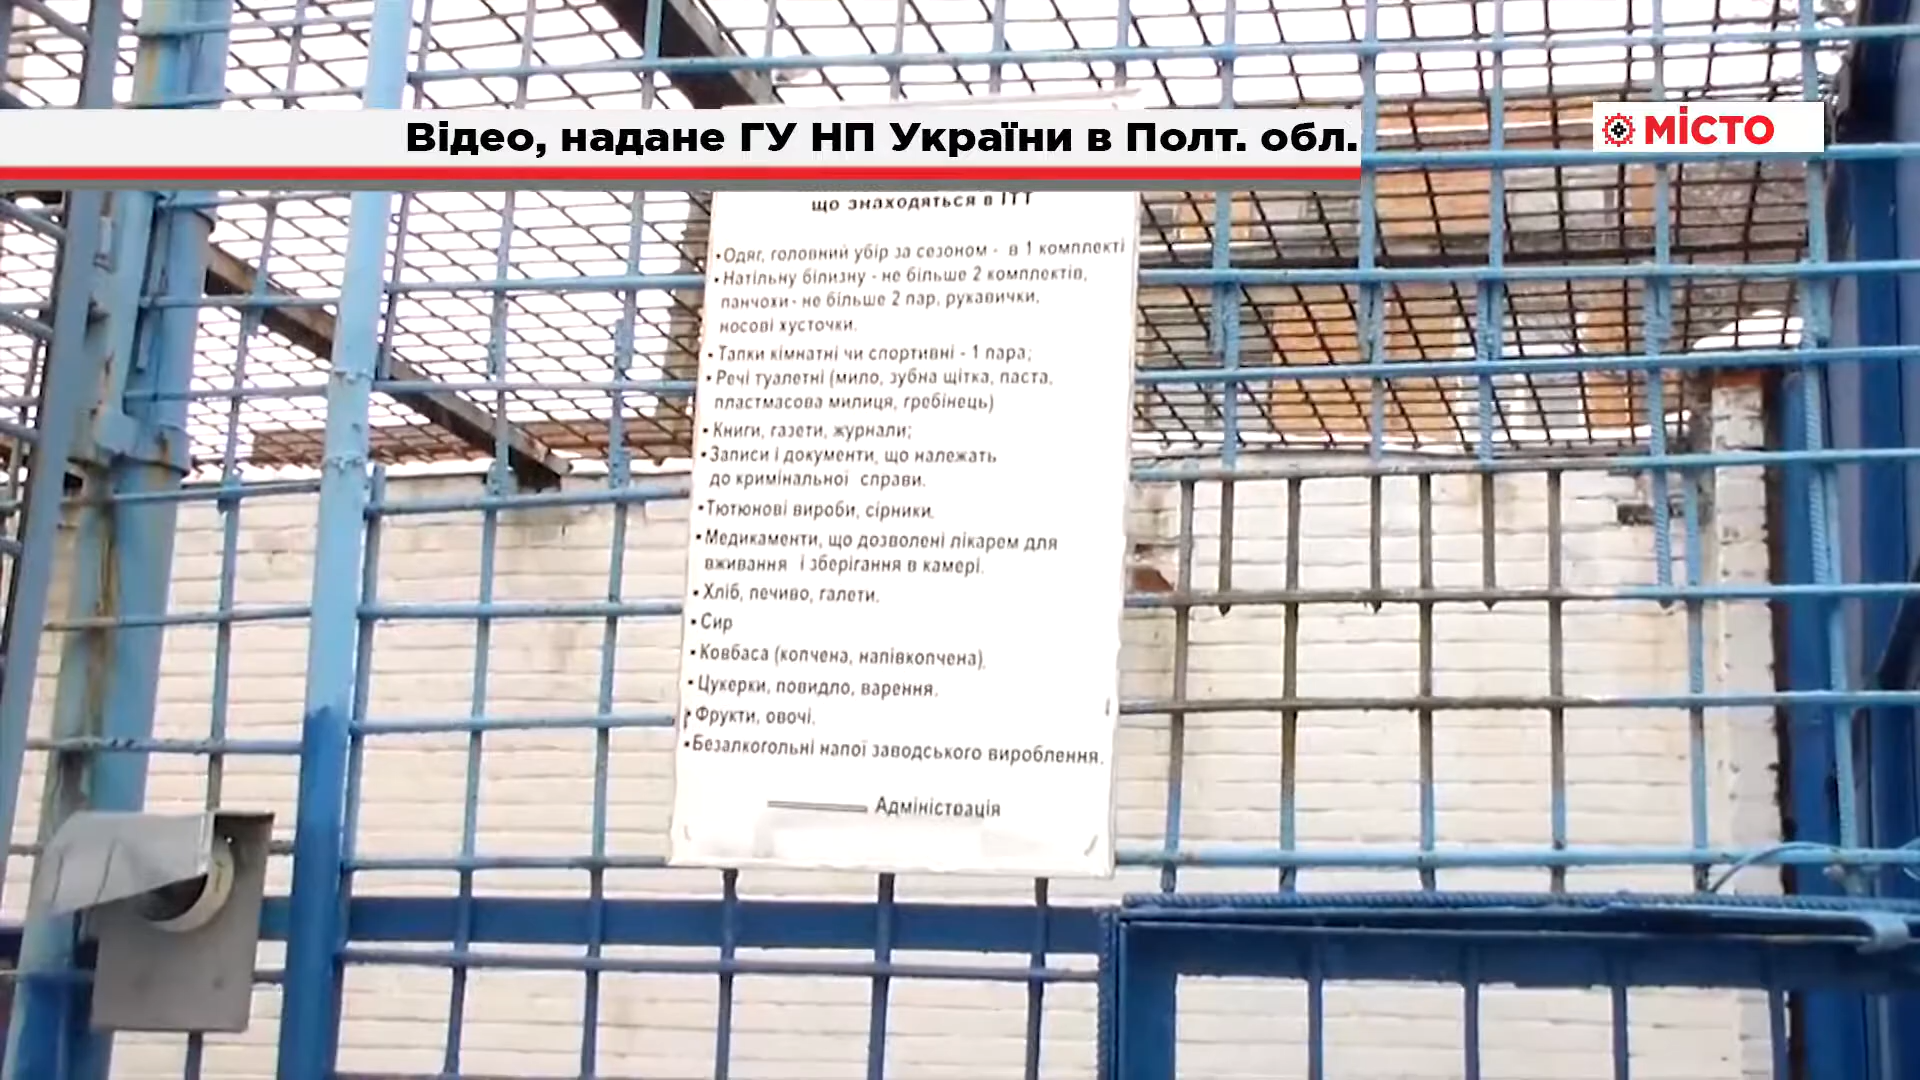 Відео, надане ГУ НП України в Полт. обл.
МІСТО
що знаходяться в ІТТ
•Одяг, головний убір за сезоном - в 1 комплекті
•Натільну білизну - не більше 2 комплектів,
панчохи - не більше 2 пар, рукавички,
носові хусточки.
•Тапки кімнатні чи спортивні - 1 пара;
•Речі туалетні (мило, зубна щітка, паста,
пластмасова милиця, гребінець)
•Книги, газети, журнали;
•Записи і документи, що належать
до кримінальної справи.
•Тютюнові вироби, сірники.
•Медикаменти, що дозволені лікарем для
вживання і зберігання в камері.
•Хліб, печиво, галети.
•Сир
•Ковбаса (копчена, напівкопчена).
•Цукерки, повидло, варення.
•Фрукти, овочі.
•Безалкогольні напої заводського вироблення.
Адміністрація